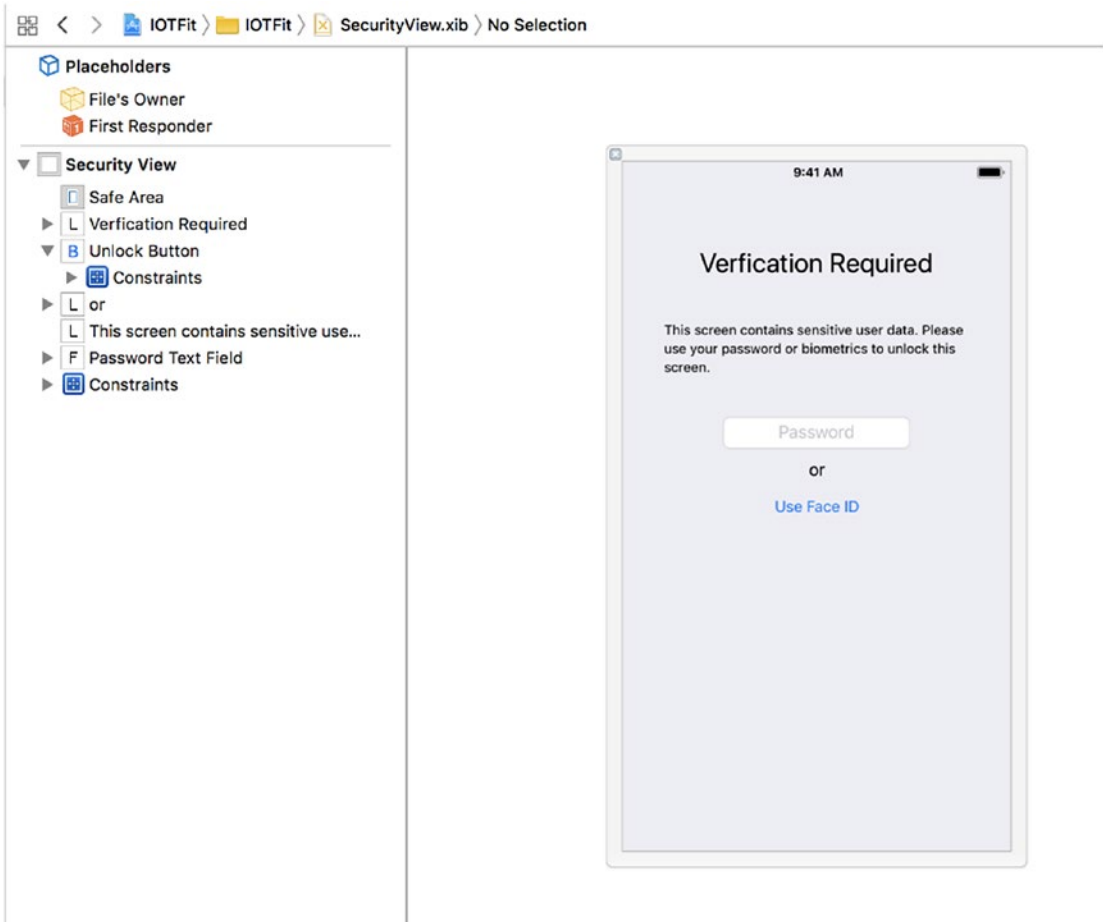 IOTFit 〉 IOTFit 〉 SecurityView.xib 〉 No Selection
Placeholders
File's Owner
First Responder
Security View
Safe Area
L Verfication Required
B Unlock Button
Constraints
L or
L This screen contains sensitive use...
F Password Text Field
Constraints
9:41 AM
Verfication Required
This screen contains sensitive user data. Please
use your password or biometrics to unlock this
screen.
Password
or
Use Face ID